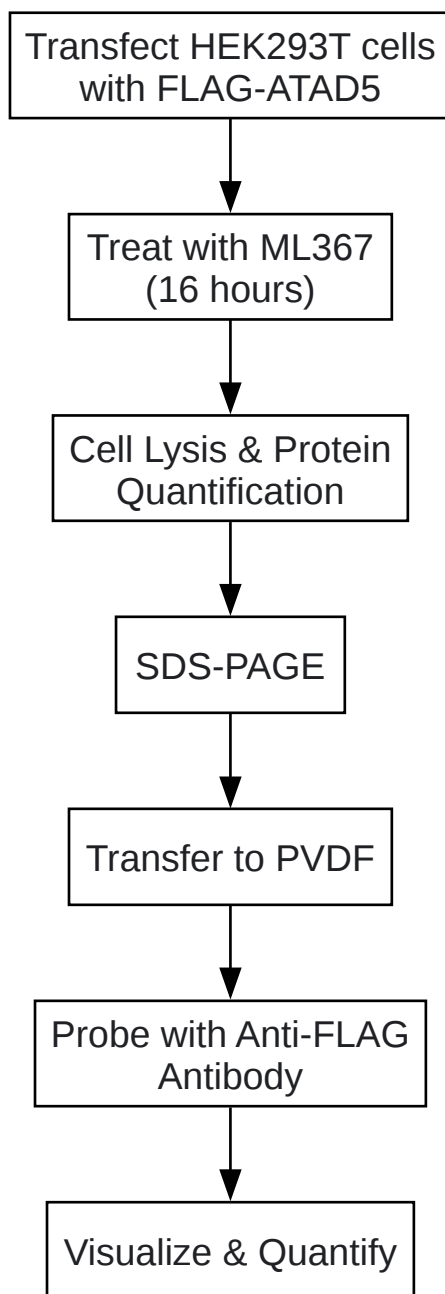 Transfect HEK293T cells
with FLAG-ATAD5
Treat with ML367
(16 hours)
Cell Lysis & Protein
Quantification
SDS-PAGE
Transfer to PVDF
Probe with Anti-FLAG
Antibody
Visualize & Quantify